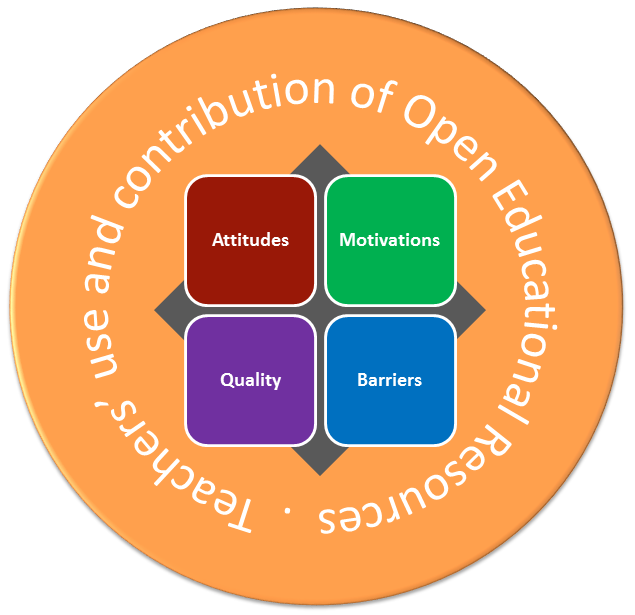 Teachers’ use and contribution of Open Educational Resources .
Attitudes
Motivations
Quality
Barriers